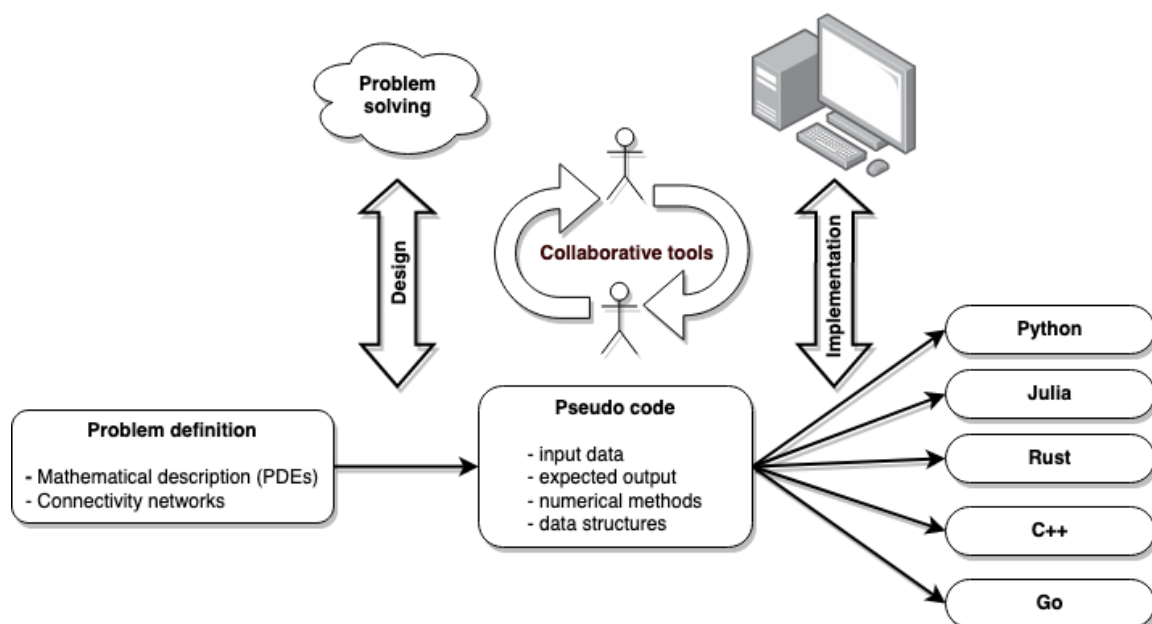 Problem
solving
Collaborative tools
Design
Implementation
Problem definition
- Mathematical description (PDEs)
- Connectivity networks
Pseudo code
- input data
- expected output
- numerical methods
- data structures
Python
Julia
Rust
C++
Go